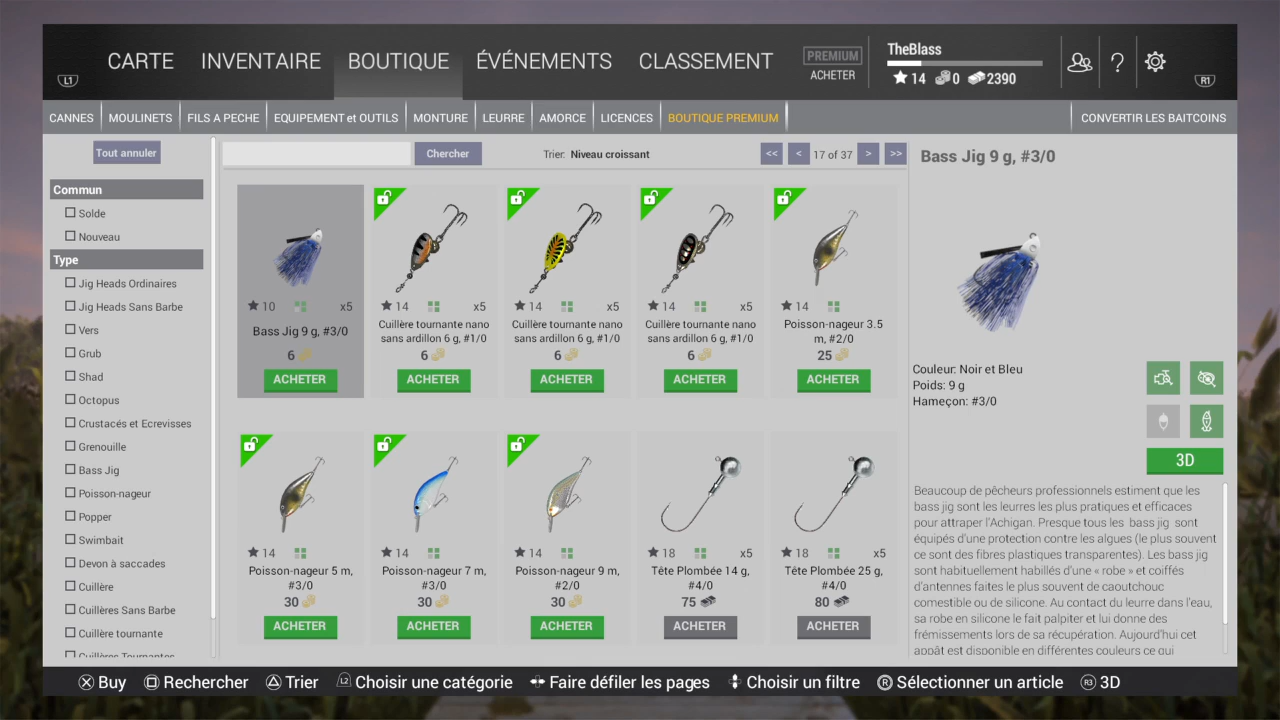 CARTE
INVENTAIRE
BOUTIQUE
ÉVÉNEMENTS
CLASSEMENT
PREMIUM
ACHETER
TheBlass
14
0
2390
?
L1
R1
CANNES
MOULINETS
FILS A PECHE
EQUIPEMENT et OUTILS
MONTURE
LEURRE
AMORCE
LICENCES
BOUTIQUE PREMIUM
CONVERTIR LES BAITCOINS
Tout annuler
Chercher
Trier: Niveau croissant
<<
<
17 of 37
>
>>
Commun
Solde
Nouveau
Type
Jig Heads Ordinaires
Jig Heads Sans Barbe
Vers
Grub
Shad
Octopus
Crustacés et Ecrevisses
Grenouille
Bass Jig
Poisson-nageur
Popper
Swimbait
Devon à saccades
Cuillère
Cuillères Sans Barbe
Cuillère tournante
Cuillères Tournantes
10
x5
Bass Jig 9 g, #3/0
6
ACHETER
14
x5
Cuillère tournante nano
sans ardillon 6 g, #1/0
6
ACHETER
14
x5
Cuillère tournante nano
sans ardillon 6 g, #1/0
6
ACHETER
14
x5
Cuillère tournante nano
sans ardillon 6 g, #1/0
6
ACHETER
14
Poisson-nageur 3.5
m, #2/0
25
ACHETER
14
Poisson-nageur 5 m,
#3/0
30
ACHETER
14
Poisson-nageur 7 m,
#3/0
30
ACHETER
14
Poisson-nageur 9 m,
#2/0
30
ACHETER
18
x5
Tête Plombée 14 g,
#4/0
75
ACHETER
18
x5
Tête Plombée 25 g,
#4/0
80
ACHETER
Bass Jig 9 g, #3/0
Couleur: Noir et Bleu
Poids: 9 g
Hameçon: #3/0
3D
Beaucoup de pêcheurs professionnels estiment que les
bass jig sont les leurres les plus pratiques et efficaces
pour attraper l'Achigan. Presque tous les bass jig sont
équipés d'une protection contre les algues (le plus souvent
ce sont des fibres plastiques transparentes). Les bass jig
sont habituellement habillés d'une « robe » et coiffés
d'antennes faites le plus souvent de caoutchouc
comestible ou de silicone. Au contact du leurre dans l'eau,
sa robe en silicone le fait palpiter et lui donne des
frémissements lors de sa récupération. Aujourd'hui cet
appât est disponible en différentes couleurs ce qui
Buy
Rechercher
Trier
L2 Choisir une catégorie
Faire défiler les pages
Choisir un filtre
R Sélectionner un article
R3 3D